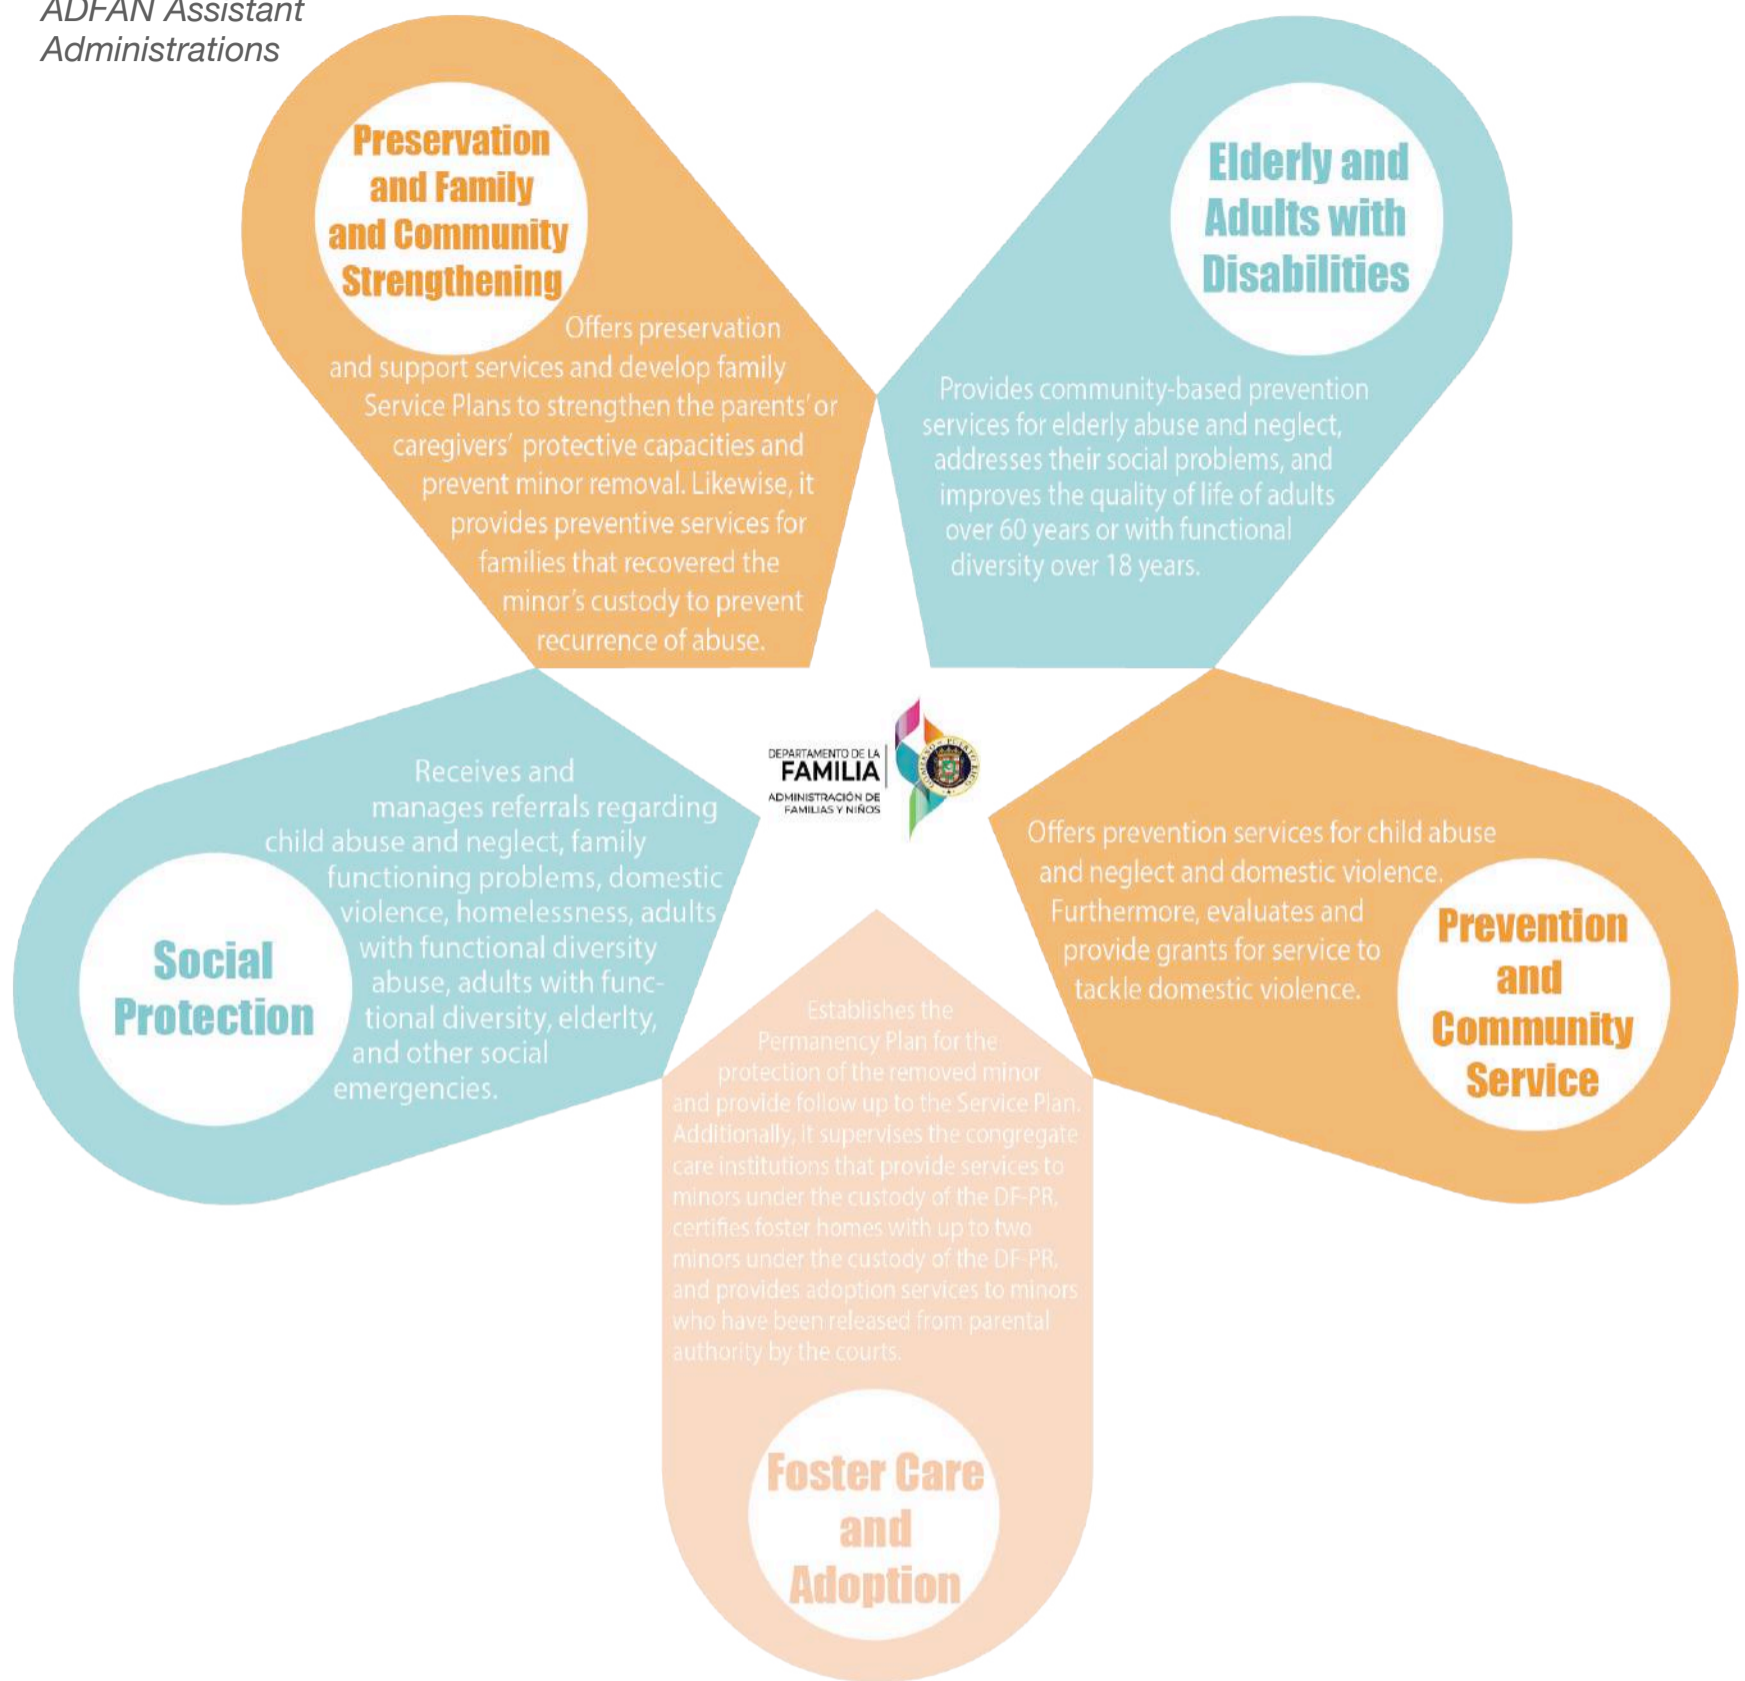 ADFAN Assistant
Administrations
Preservation
and Family
and Community
Strengthening
Offers preservation
and support services and develop family
Service Plans to strengthen the parents' or
caregivers' protective capacities and
prevent minor removal. Likewise, it
provides preventive services for
families that recovered the
minor's custody to prevent
recurrence of abuse.
Elderly and
Adults with
Disabilities
Provides community-based prevention
services for elderly abuse and neglect,
addresses their social problems, and
improves the quality of life of adults
over 60 years or with functional
diversity over 18 years.
Social
Protection
Receives and
manages referrals regarding
child abuse and neglect, family
functioning problems, domestic
violence, homelessness, adults
with functional diversity
abuse, adults with func-
tional diversity, elderlty,
and other social
emergencies.
DEPARTAMENTO DE LA
FAMILIA
ADMINISTRACIÓN DE
FAMILIAS Y NIÑOS
GOBIERNO DE PUERTO RICO
Offers prevention services for child abuse
and neglect and domestic violence.
Furthermore, evaluates and
provide grants for service to
tackle domestic violence.
Prevention
and
Community
Service
Establishes the
Permanency Plan for the
protection of the removed minor
and provide follow up to the Service Plan.
Additionally, it supervises the congregate
care institutions that provide services to
minors under the custody of the DF-PR,
certifies foster homes with up to two
minors under the custody of the DF-PR,
and provides adoption services to minors
who have been released from parental
authority by the courts.
Foster Care
and
Adoption